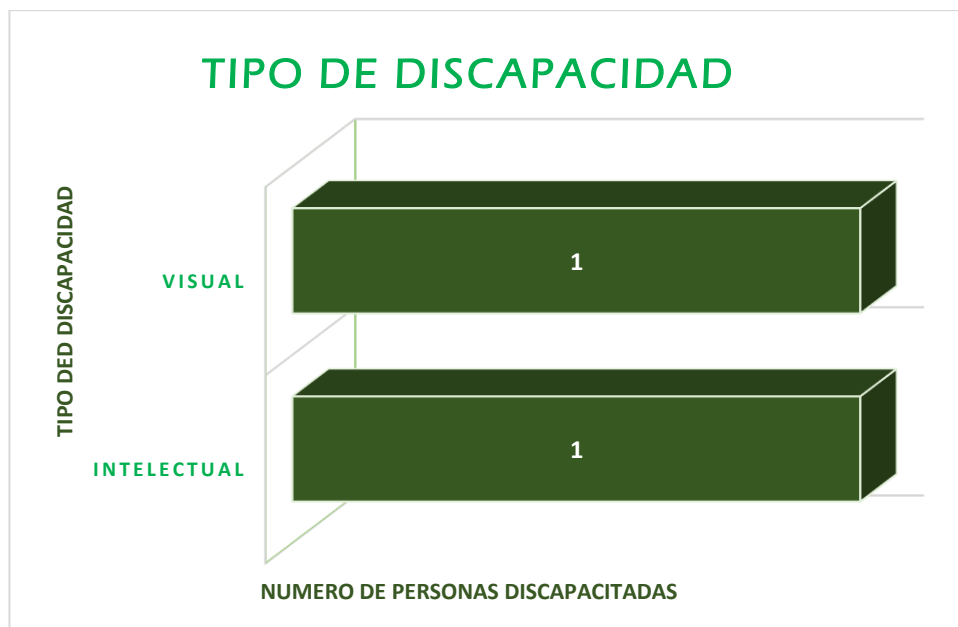 TIPO DE DISCAPACIDAD
TIPO DED DISCAPACIDAD
VISUAL
1
INTELECTUAL
1
NUMERO DE PERSONAS DISCAPACITADAS